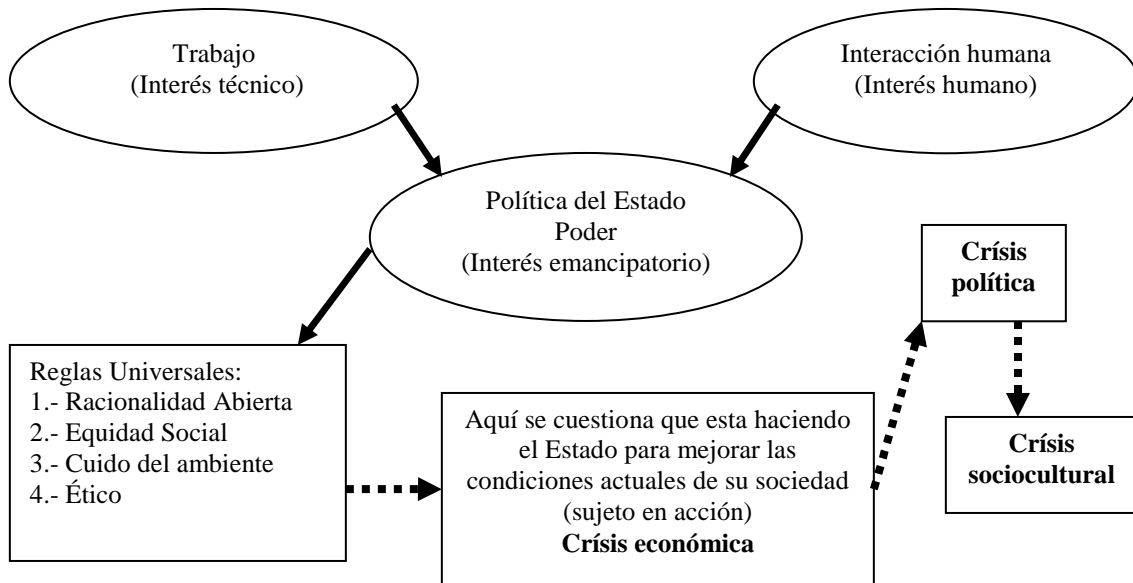 Trabajo
(Interés técnico)
Interacción humana
(Interés humano)
Política del Estado
Poder
(Interés emancipatorio)
Reglas Universales:
1.- Racionalidad Abierta
2.- Equidad Social
3.- Cuido del ambiente
4.- Ético
Aquí se cuestiona que esta haciendo
el Estado para mejorar las
condiciones actuales de su sociedad
(sujeto en acción)
Crísis económica
Crísis
política
Crísis
sociocultural